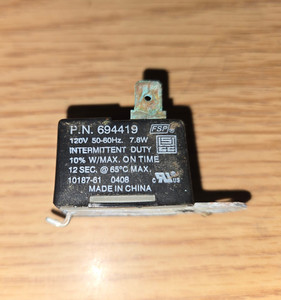 P.N. 694419 FSP
120V 50-60Hz. 7.8W
INTERMITTENT DUTY
10% W/MAX. ON TIME
12 SEC. @ 65°C MAX.
10187-61 0408
MADE IN CHINA